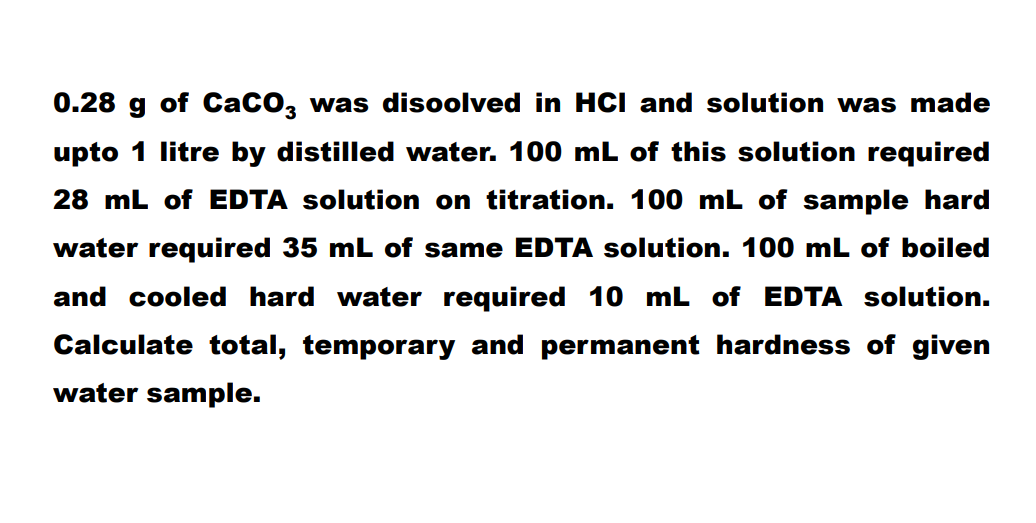 0.28 g of CaCO₃ was disoolved in HCl and solution was made
upto 1 litre by distilled water. 100 mL of this solution required
28 mL of EDTA solution on titration. 100 mL of sample hard
water required 35 mL of same EDTA solution. 100 mL of boiled
and cooled hard water required 10 mL of EDTA solution.
Calculate total, temporary and permanent hardness of given
water sample.